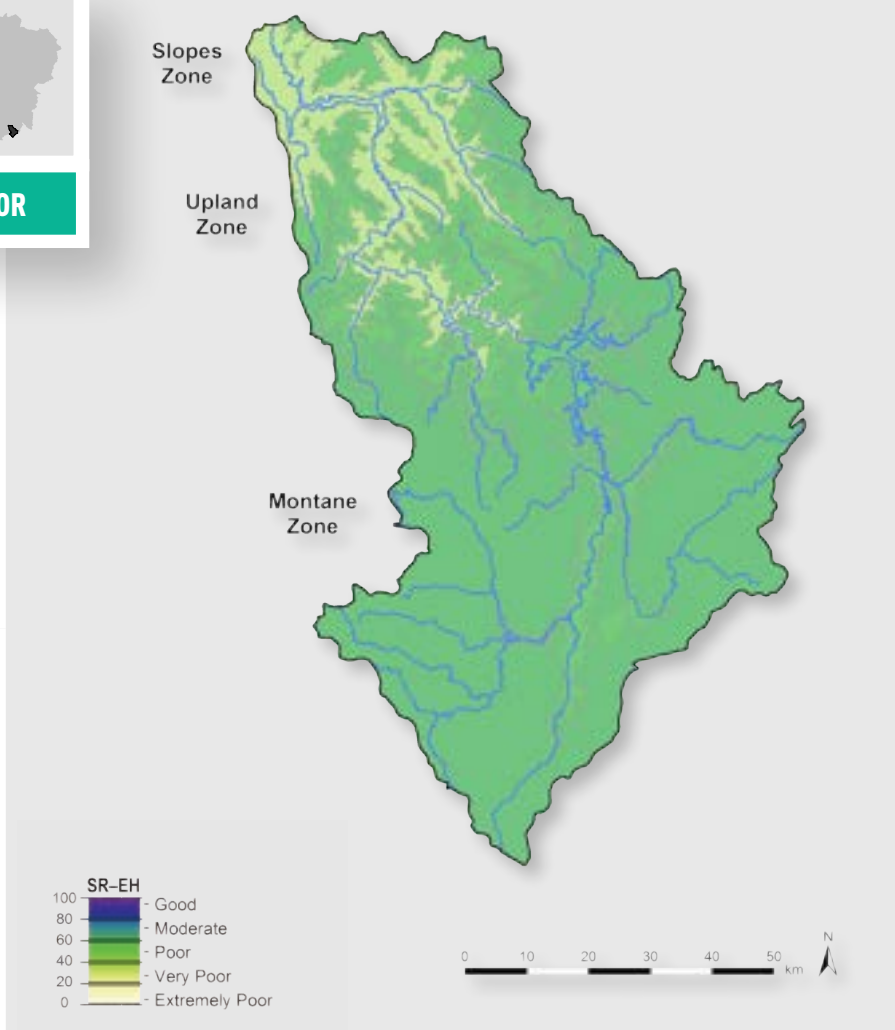 Slopes
Zone
OR
Upland
Zone
Montane
Zone
SR–EH
100
Good
80
Moderate
60
Poor
40
Very Poor
20
Extremely Poor
0
0 10 20 30 40 50 km
N